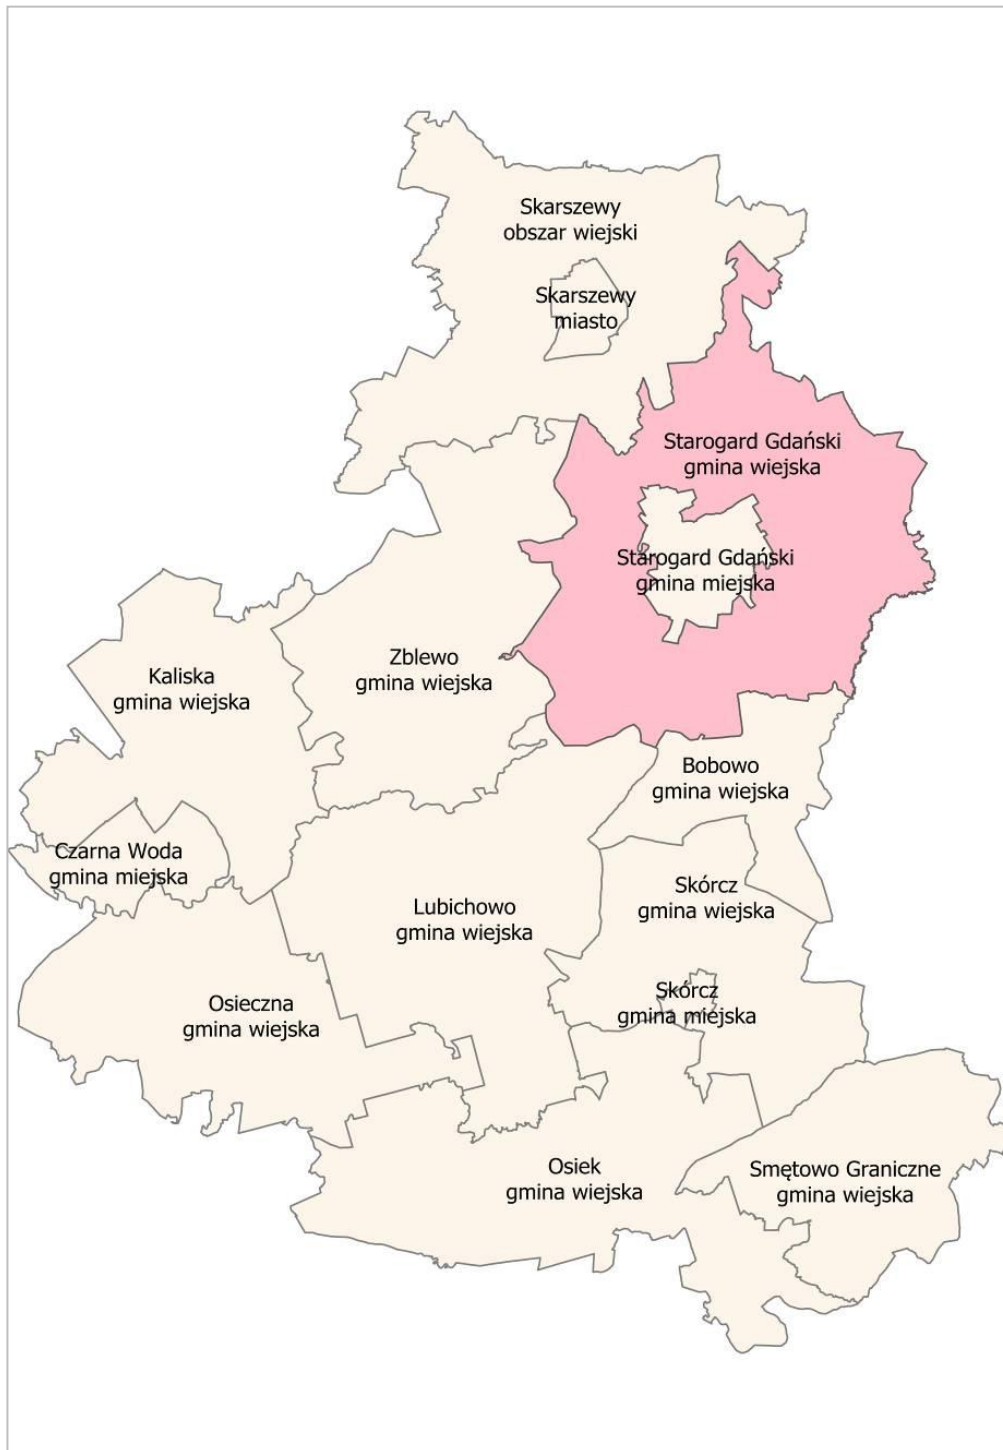 Skarszewy
obszar wiejski
Skarszewy
miasto
Starogard Gdański
gmina wiejska
Starogard Gdański
gmina miejska
Zblewo
gmina wiejska
Kaliska
gmina wiejska
Bobowo
gmina wiejska
Czarna Woda
gmina miejska
Skórcz
gmina wiejska
Lubichowo
gmina wiejska
Skórcz
gmina miejska
Osieczna
gmina wiejska
Osiek
gmina wiejska
Smętowo Graniczne
gmina wiejska